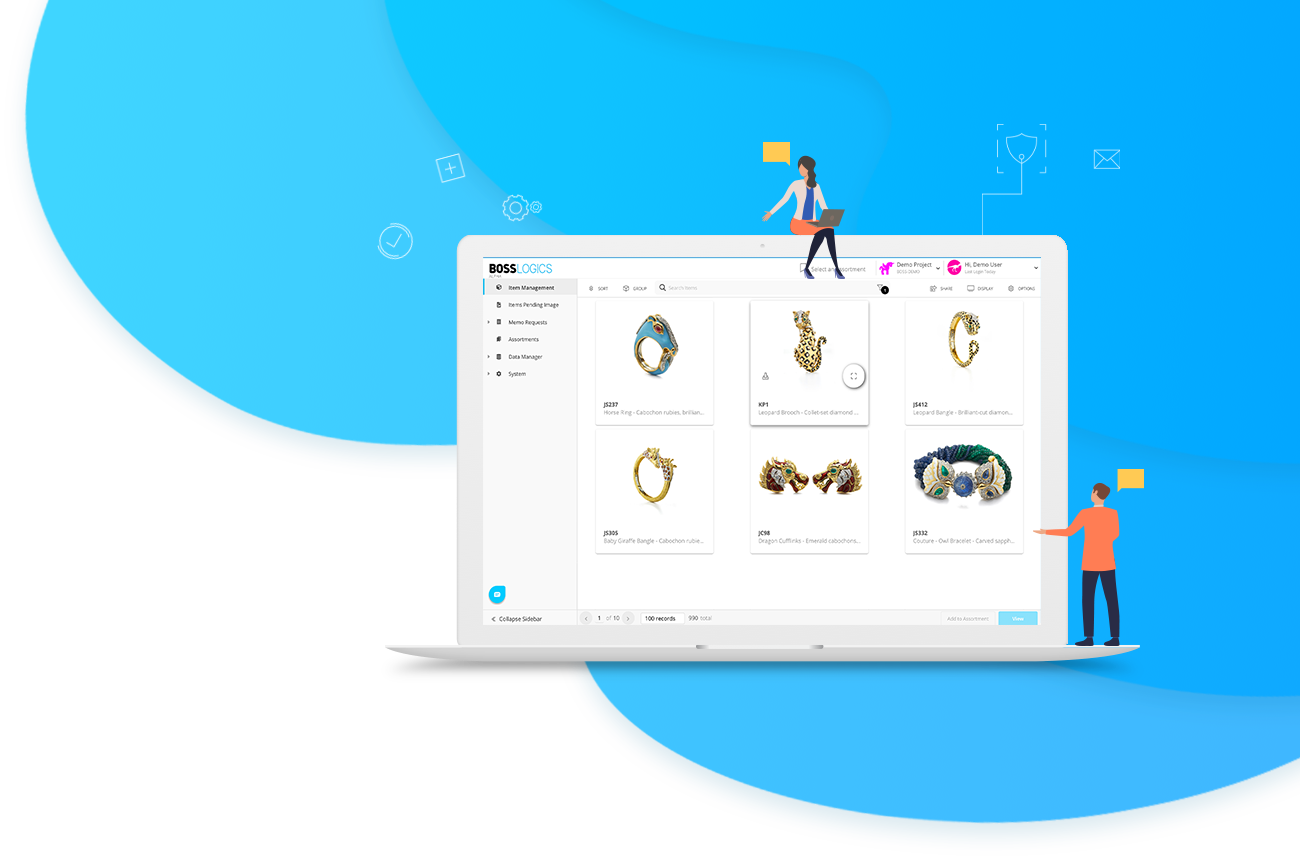 BOSSLOGICS
ALPHA
Select an assortment
Demo Project
BOSS-DEMO
Hi, Demo User
Last Login Today
Item Management
SORT
GROUP
Search items
1
SHARE
DISPLAY
OPTIONS
Items Pending Image
Memo Requests
Assortments
Data Manager
System
JS237
Horse Ring - Cabochon rubies, brillian...
KP1
Leopard Brooch - Collet-set diamond ...
JS412
Leopard Bangle - Brilliant-cut diamon...
JS305
Baby Giraffe Bangle - Cabochon rubie...
JC98
Dragon Cufflinks - Emerald-cabochons...
JS332
Couture - Owl Bracelet - Carved sapph...
Collapse Sidebar
1 of 10
100 records
990 total
Add to Assortment
View